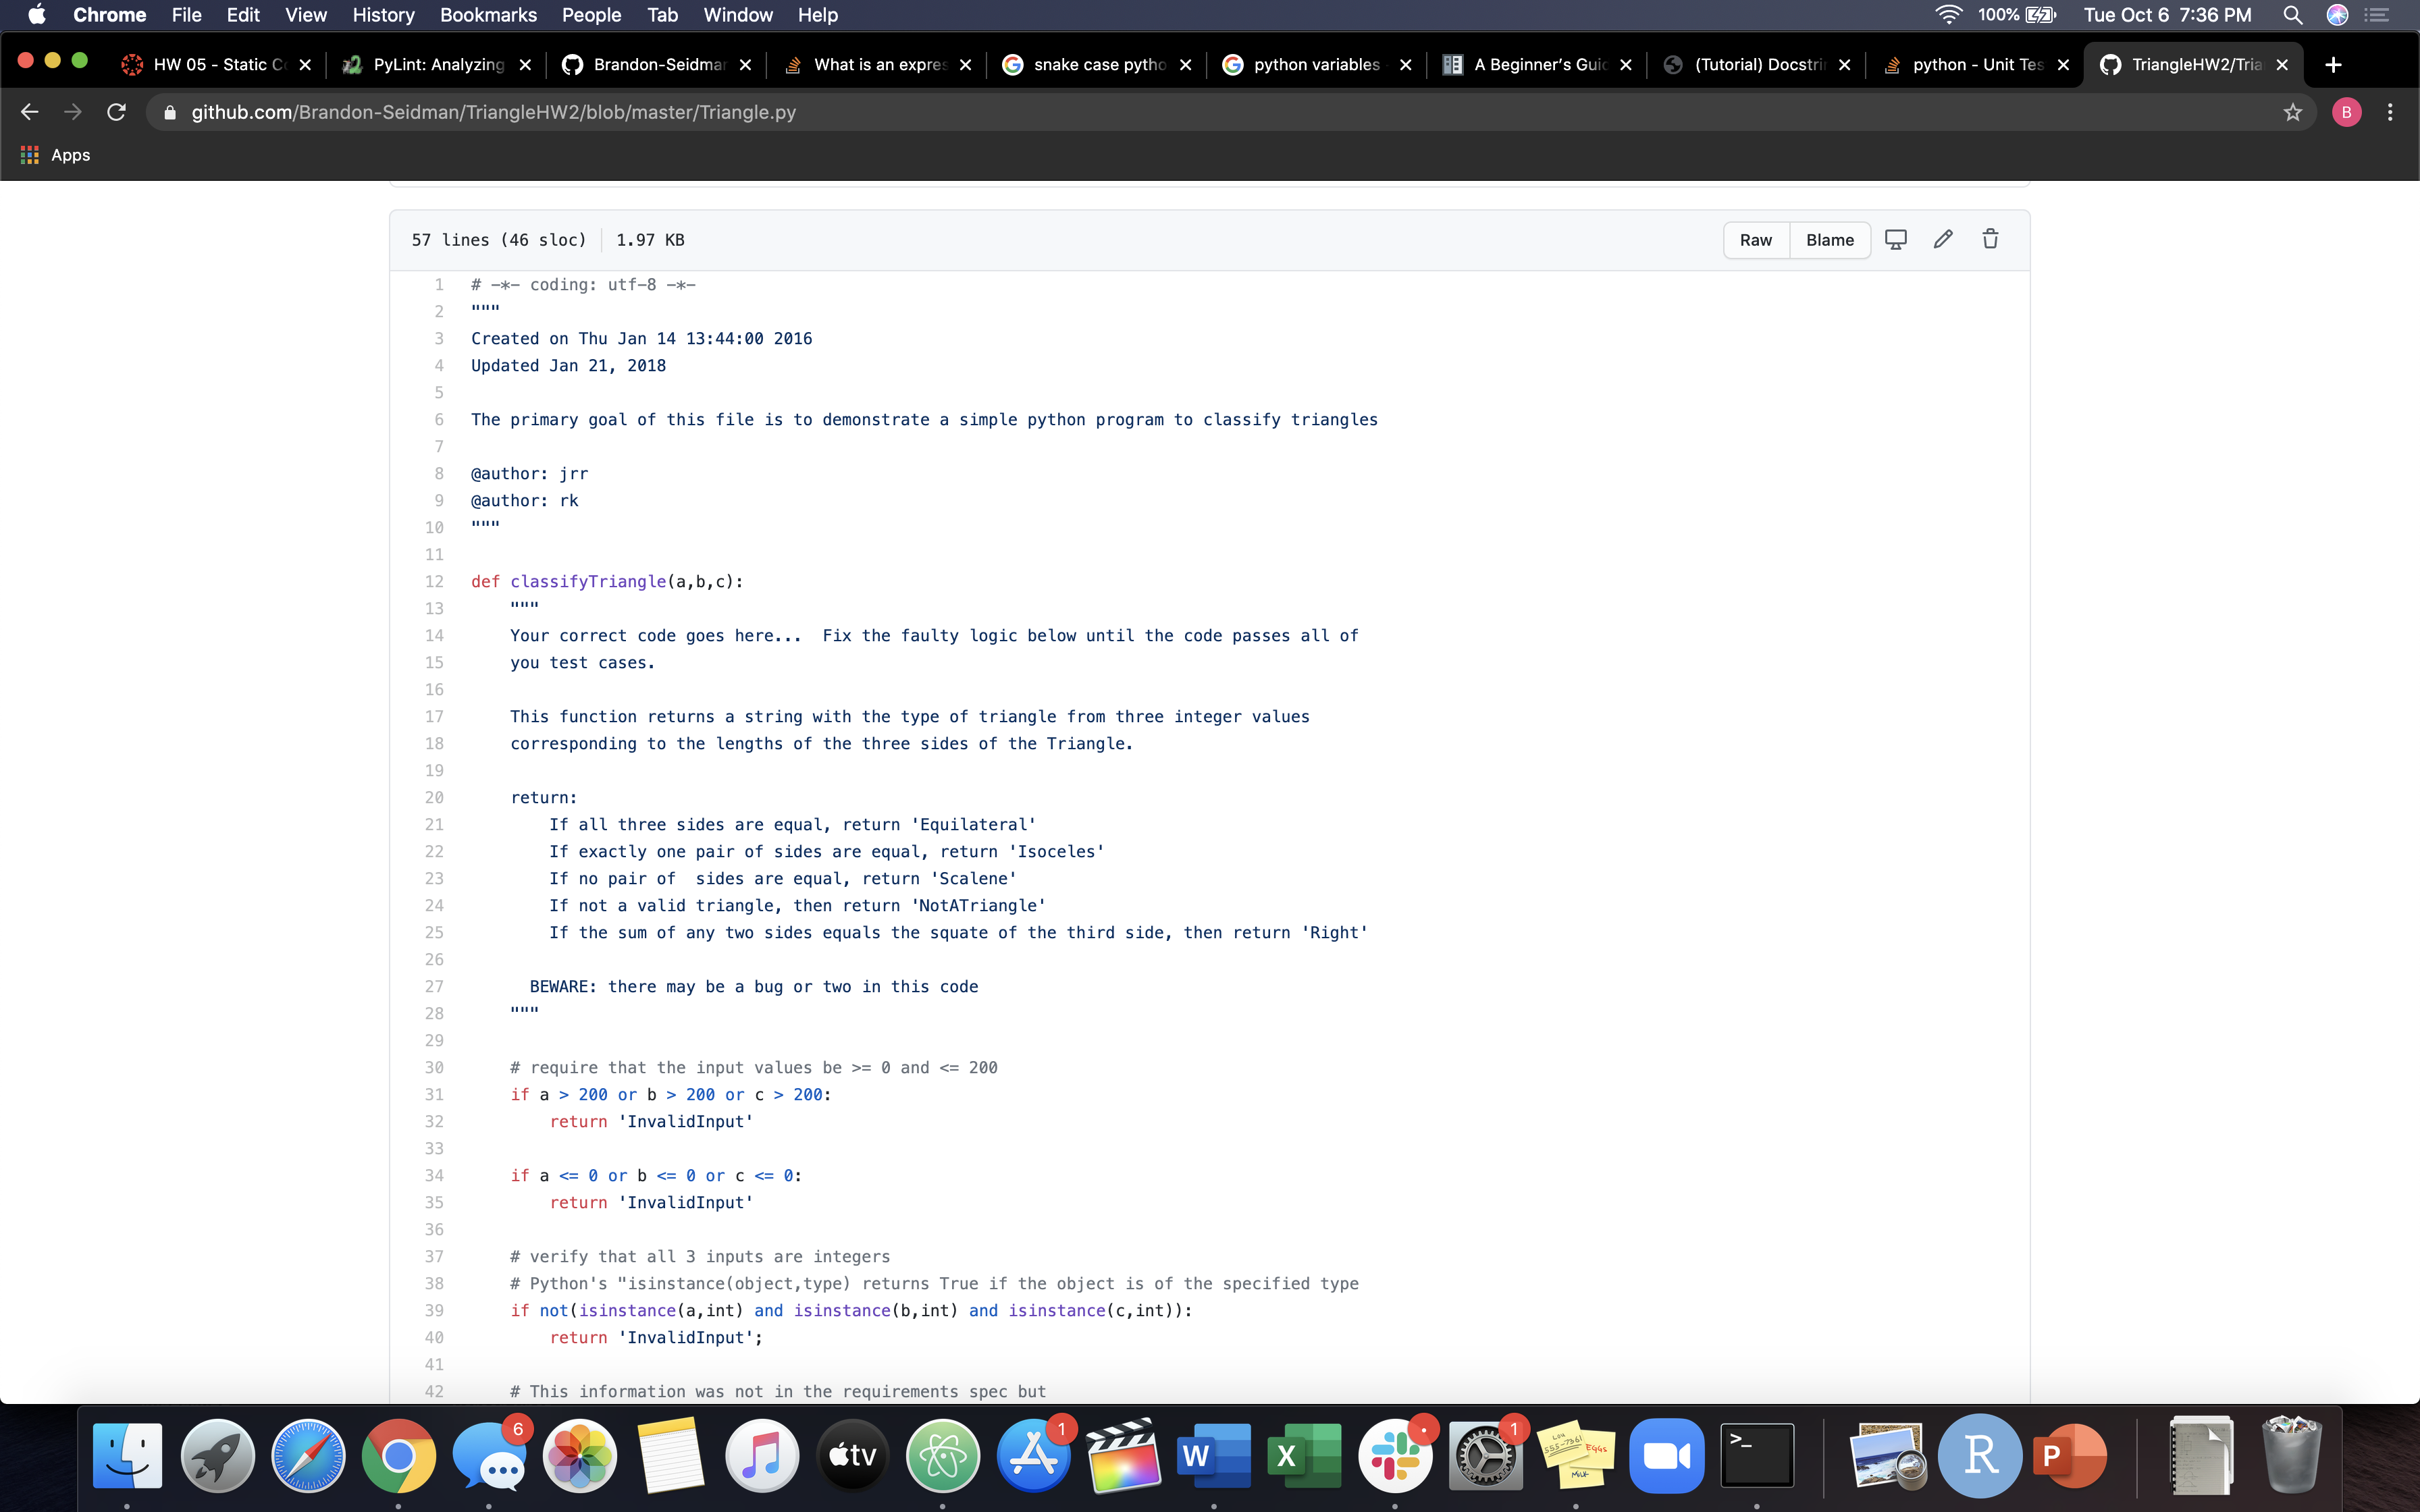 Chrome File Edit View History Bookmarks People Tab Window Help 100% Tue Oct 6 7:36 PM
HW 05 - Static C PyLint: Analyzing Brandon-Seidman What is an expres snake case pytho python variables A Beginner's Guid (Tutorial) Docstrin python - Unit Tes TriangleHW2/Tria
github.com/Brandon-Seidman/TriangleHW2/blob/master/Triangle.py B
Apps
57 lines (46 sloc) 1.97 KB Raw Blame
1 # -*- coding: utf-8 -*-
2 """
3 Created on Thu Jan 14 13:44:00 2016
4 Updated Jan 21, 2018
5
6 The primary goal of this file is to demonstrate a simple python program to classify triangles
7
8 @author: jrr
9 @author: rk
10 """
11
12 def classifyTriangle(a,b,c):
13 """
14 Your correct code goes here...  Fix the faulty logic below until the code passes all of
15 you test cases.
16
17 This function returns a string with the type of triangle from three integer values
18 corresponding to the lengths of the three sides of the Triangle.
19
20 return:
21 If all three sides are equal, return 'Equilateral'
22 If exactly one pair of sides are equal, return 'Isoceles'
23 If no pair of  sides are equal, return 'Scalene'
24 If not a valid triangle, then return 'NotATriangle'
25 If the sum of any two sides equals the squate of the third side, then return 'Right'
26
27 BEWARE: there may be a bug or two in this code
28 """
29
30 # require that the input values be >= 0 and <= 200
31 if a > 200 or b > 200 or c > 200:
32 return 'InvalidInput'
33
34 if a <= 0 or b <= 0 or c <= 0:
35 return 'InvalidInput'
36
37 # verify that all 3 inputs are integers
38 # Python's "isinstance(object,type) returns True if the object is of the specified type
39 if not(isinstance(a,int) and isinstance(b,int) and isinstance(c,int)):
40 return 'InvalidInput';
41
42 # This information was not in the requirements spec but
6 tv 1 W X 1 EGGS MILK >_ R P